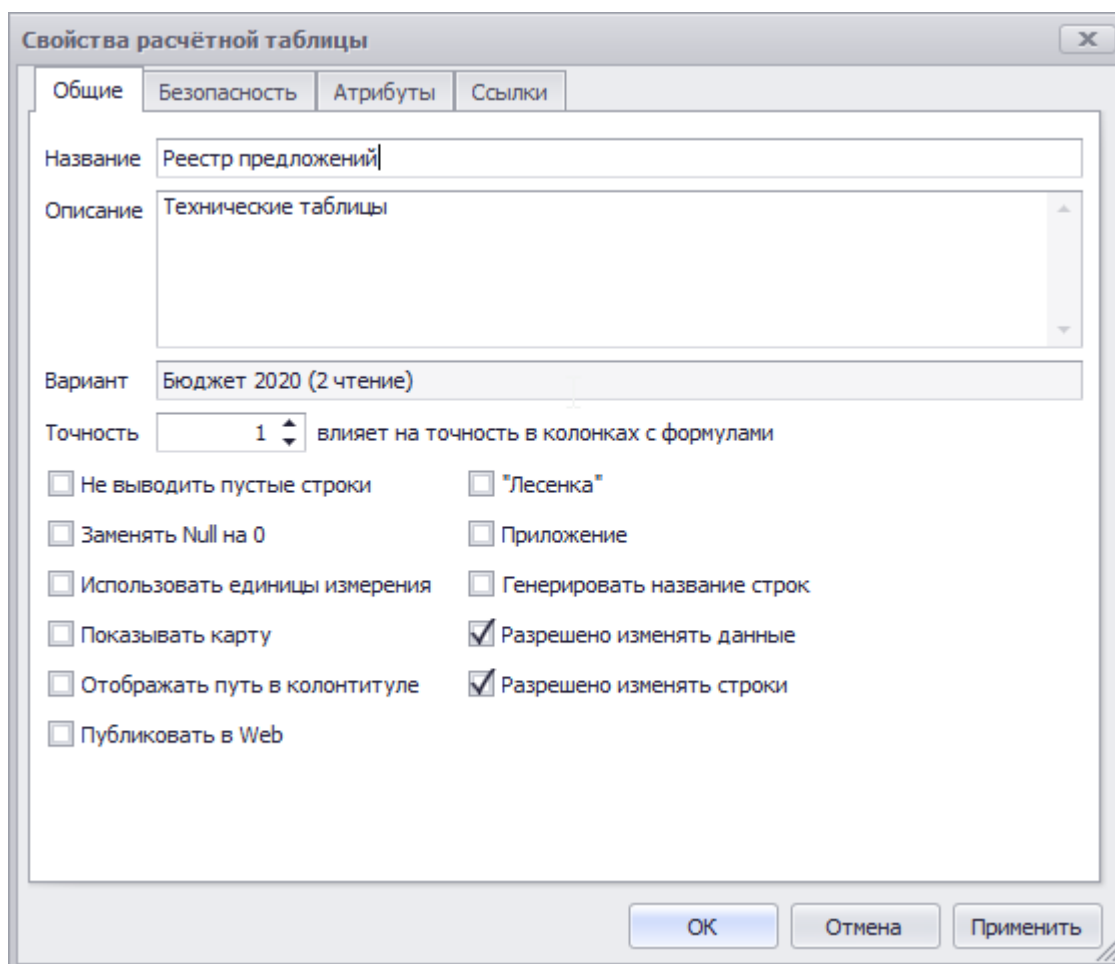 Свойства расчётной таблицы
Общие Безопасность Атрибуты Ссылки
Название Реестр предложений
Описание Технические таблицы
Вариант Бюджет 2020 (2 чтение)
Точность 1 влияет на точность в колонках с формулами
Не выводить пустые строки "Лесенка"
Заменять Null на 0 Приложение
Использовать единицы измерения Генерировать название строк
Показывать карту Разрешено изменять данные
Отображать путь в колонтитуле Разрешено изменять строки
Публиковать в Web
ОК Отмена Применить